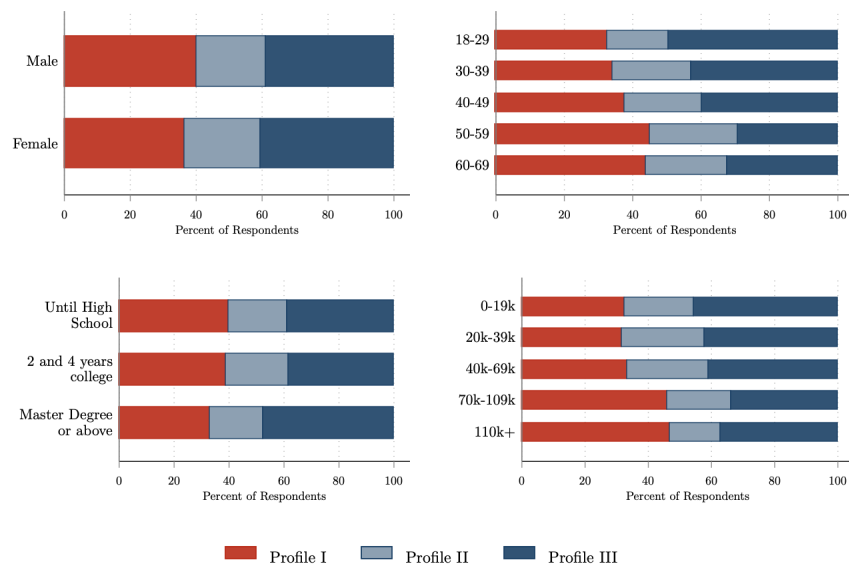 Male
Female
0 20 40 60 80 100
Percent of Respondents
18-29
30-39
40-49
50-59
60-69
0 20 40 60 80 100
Percent of Respondents
Until High
School
2 and 4 years
college
Master Degree
or above
0 20 40 60 80 100
Percent of Respondents
0-19k
20k-39k
40k-69k
70k-109k
110k+
0 20 40 60 80 100
Percent of Respondents
Profile I Profile II Profile III